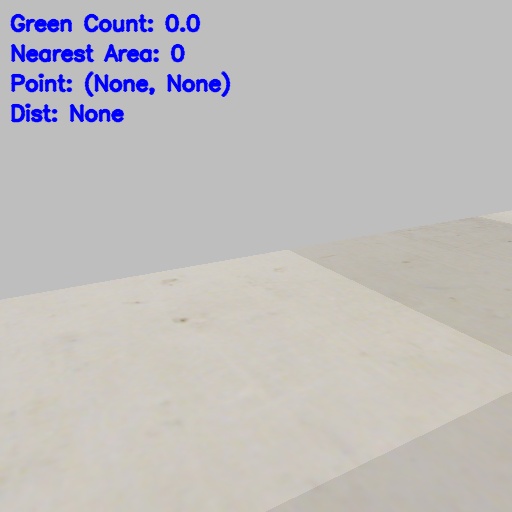 Green Count: 0.0
Nearest Area: 0
Point: (None, None)
Dist: None